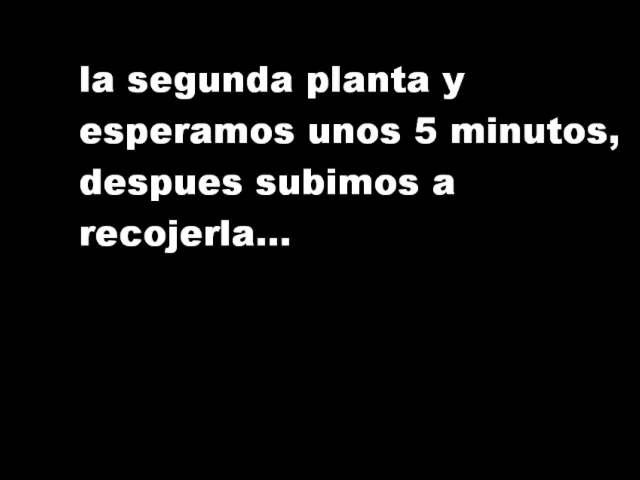 la segunda planta y
esperamos unos 5 minutos,
despues subimos a
recojerla...